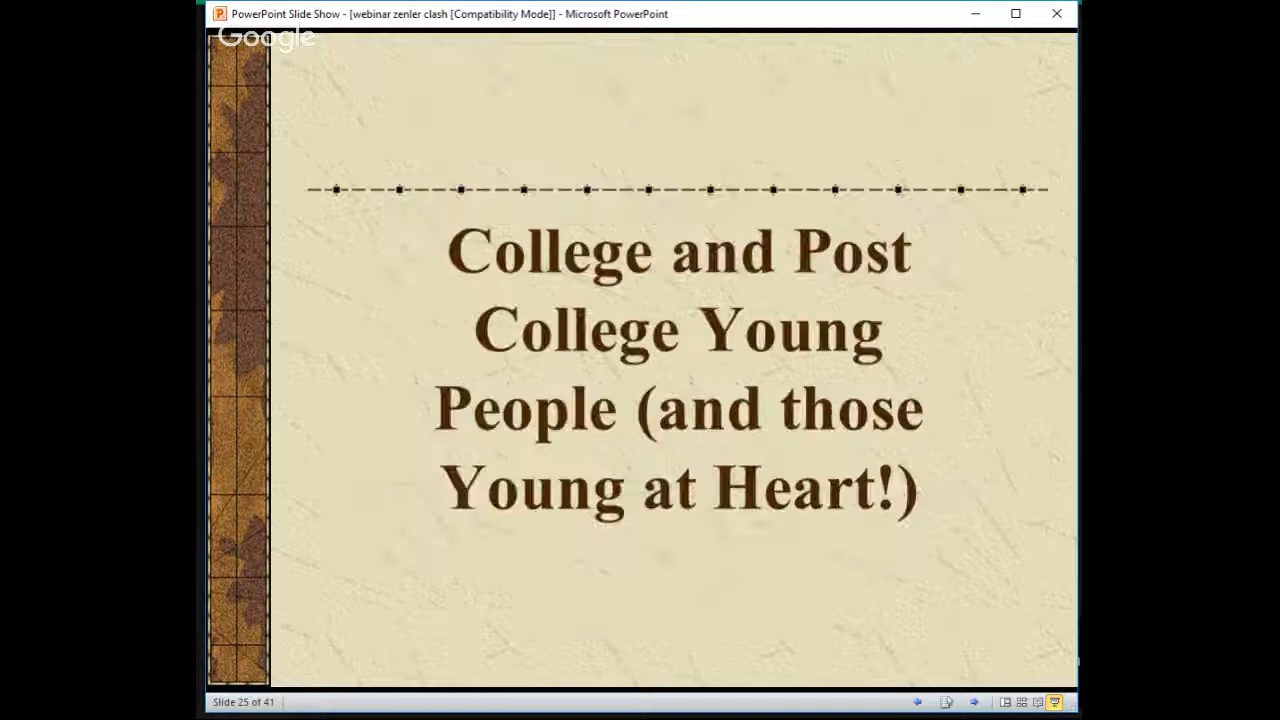 PowerPoint Slide Show - [webinar zenler clash [Compatibility Mode]] - Microsoft PowerPoint
Google
College and Post
College Young
People (and those
Young at Heart!)
Slide 25 of 41